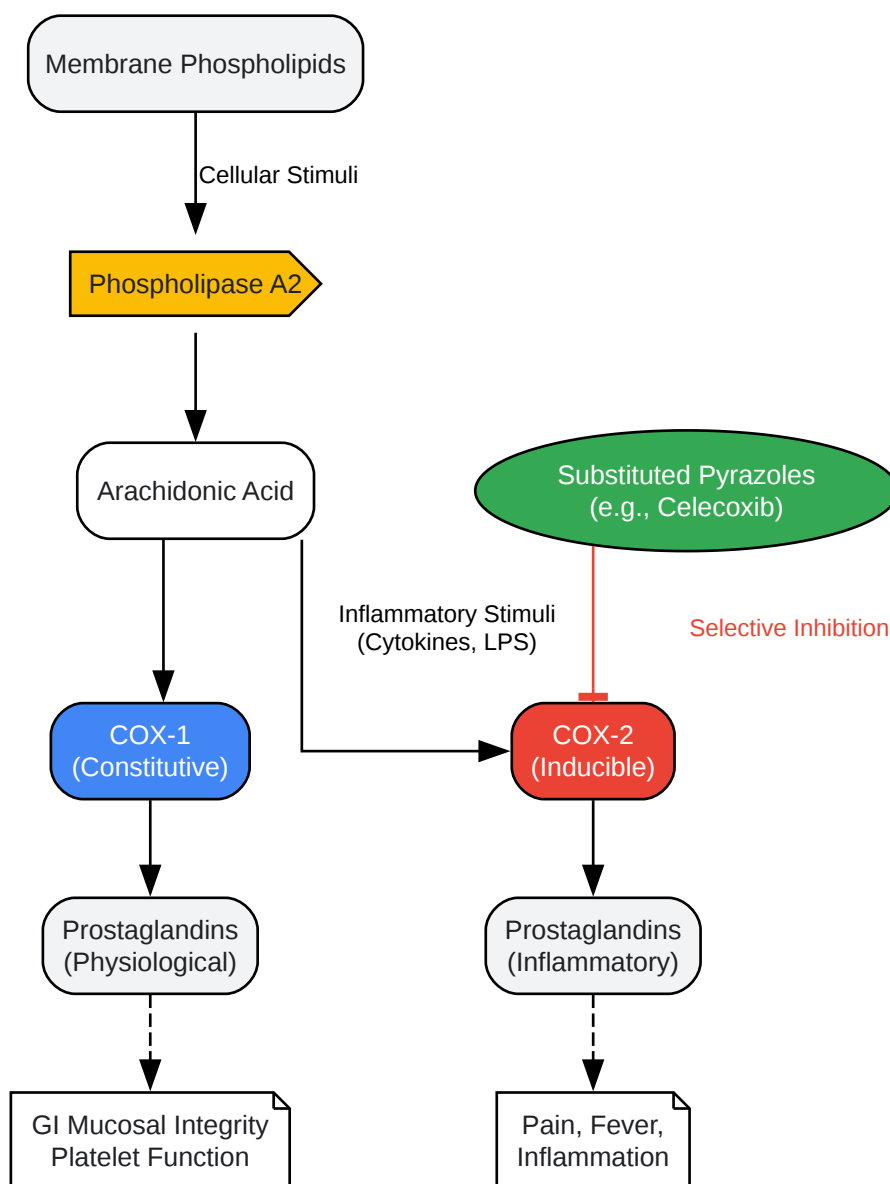 Membrane Phospholipids
Cellular Stimuli
Phospholipase A2
Arachidonic Acid
Substituted Pyrazoles
(e.g., Celecoxib)
Inflammatory Stimuli
(Cytokines, LPS)
Selective Inhibition
COX-1
(Constitutive)
COX-2
(Inducible)
Prostaglandins
(Physiological)
Prostaglandins
(Inflammatory)
GI Mucosal Integrity
Platelet Function
Pain, Fever,
Inflammation